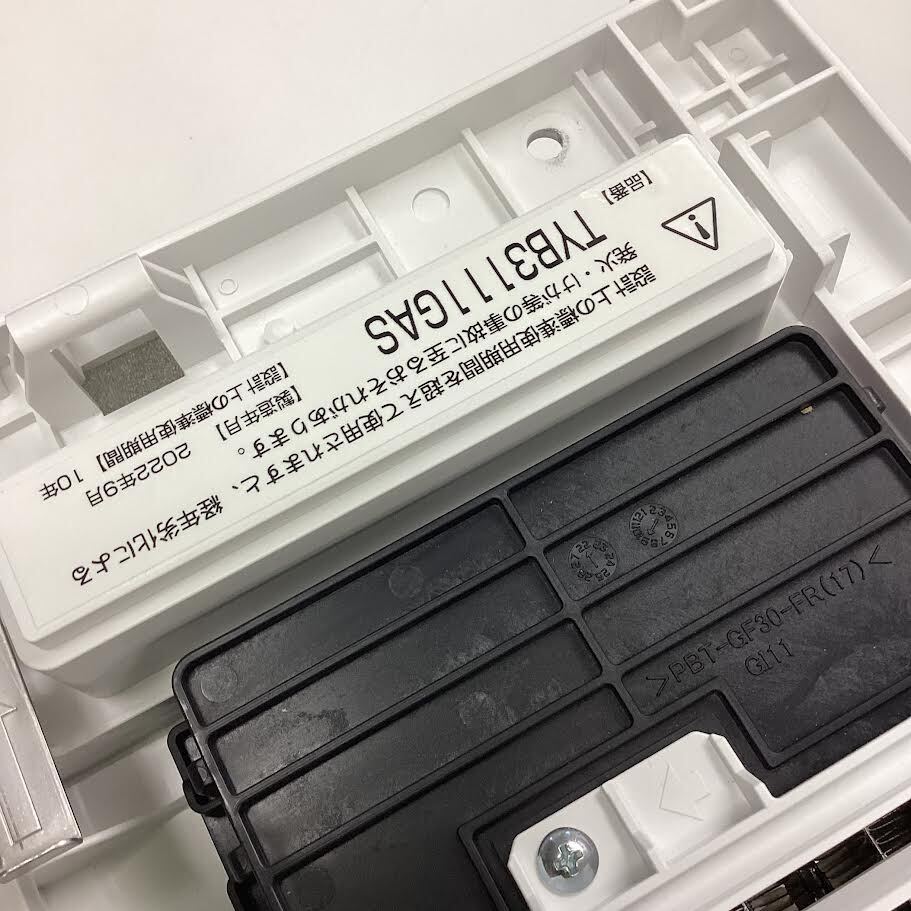 【品番】
TYB3111GAS
【製造年月】 2022年9月
【設計上の標準使用期間】 10年
設計上の標準使用期間を超えて使用されますと、経年劣化による
発火・けが等の事故に至るおそれがあります。
>PBT-GF30-FR(17)<
GI11